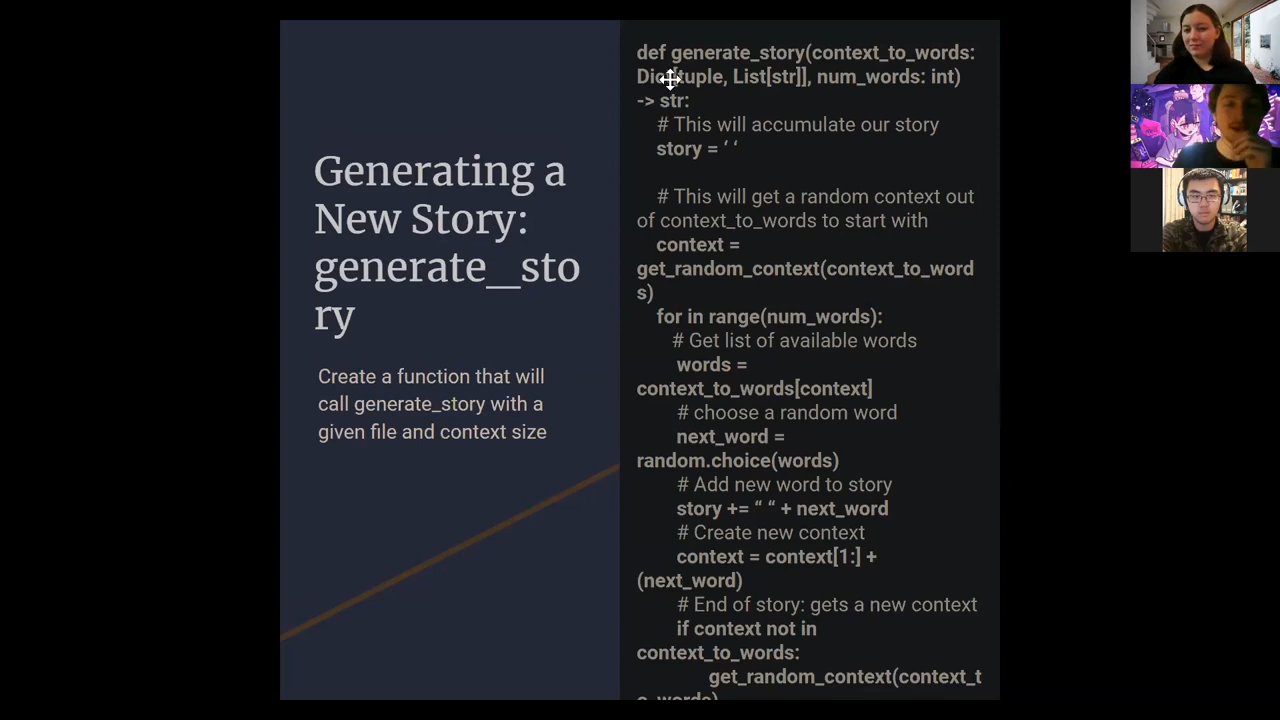 Generating a
New Story:
generate_sto
ry
Create a function that will
call generate_story with a
given file and context size
def generate_story(context_to_words:
tuple, List[str]], num_words: int)
-> str:
# This will accumulate our story
story = ‘ ‘
# This will get a random context out
of context_to_words to start with
context =
get_random_context(context_to_word
s)
for in range(num_words):
# Get list of available words
words =
context_to_words[context]
# choose a random word
next_word =
random.choice(words)
# Add new word to story
story += “ “ + next_word
# Create new context
context = context[1:] +
(next_word)
# End of story: gets a new context
if context not in
context_to_words:
get_random_context(context_t
o_words)